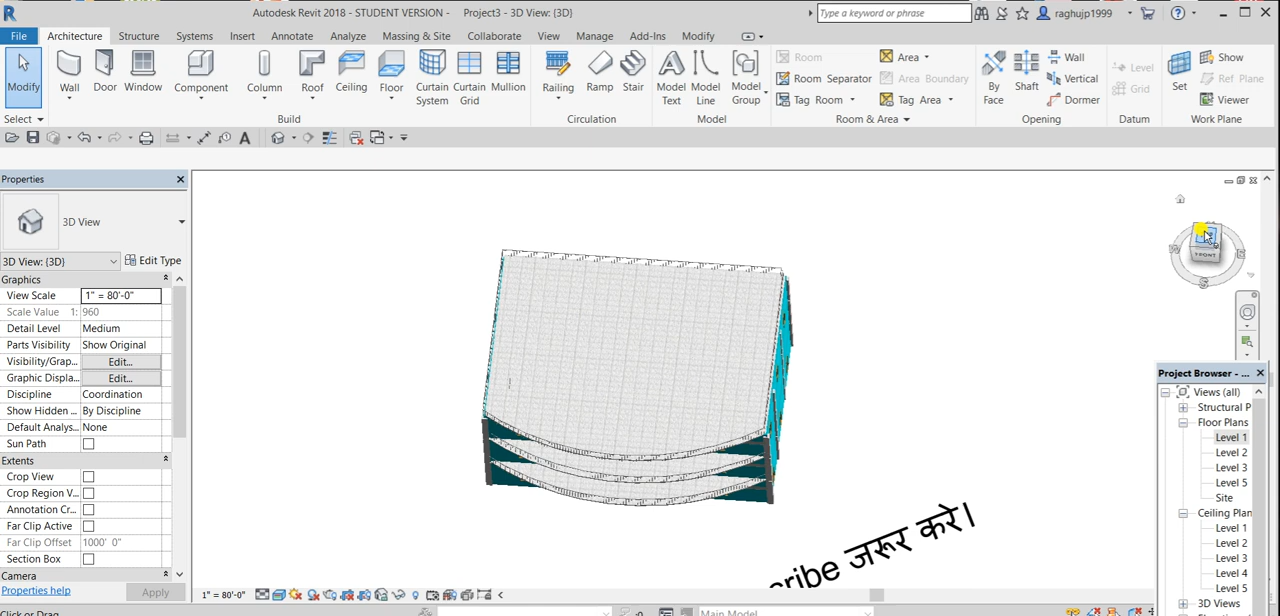 Autodesk Revit 2018 - STUDENT VERSION - Project3 - 3D View: {3D}
Type a keyword or phrase
raghujp1999
File Architecture Structure Systems Insert Annotate Analyze Massing & Site Collaborate View Manage Add-Ins Modify
Modify Wall Door Window Component Column Roof Ceiling Floor Curtain System Curtain Grid Mullion Railing Ramp Stair Model Text Model Line Model Group
Room Area
Room Separator Area Boundary
Tag Room Tag Area
By Face Shaft Wall Vertical Dormer
Level Grid
Set Show Ref Plane Viewer
Select Build Circulation Model Room & Area Opening Datum Work Plane
Properties
3D View
3D View: {3D} Edit Type
Graphics
View Scale 1" = 80'-0"
Scale Value 1: 960
Detail Level Medium
Parts Visibility Show Original
Visibility/Grap... Edit...
Graphic Displa... Edit...
Discipline Coordination
Show Hidden ... By Discipline
Default Analys... None
Sun Path
Extents
Crop View
Crop Region V...
Annotation Cr...
Far Clip Active
Far Clip Offset 1000' 0"
Section Box
Camera
Properties help Apply
FRONT
S
Project Browser - ...
Views (all)
Structural P
Floor Plans
Level 1
Level 2
Level 3
Level 5
Site
Ceiling Plan
Level 1
Level 2
Level 3
Level 4
Level 5
3D Views
cribe जरूर करे।
1" = 80'-0"
Click or Drag
Main Model